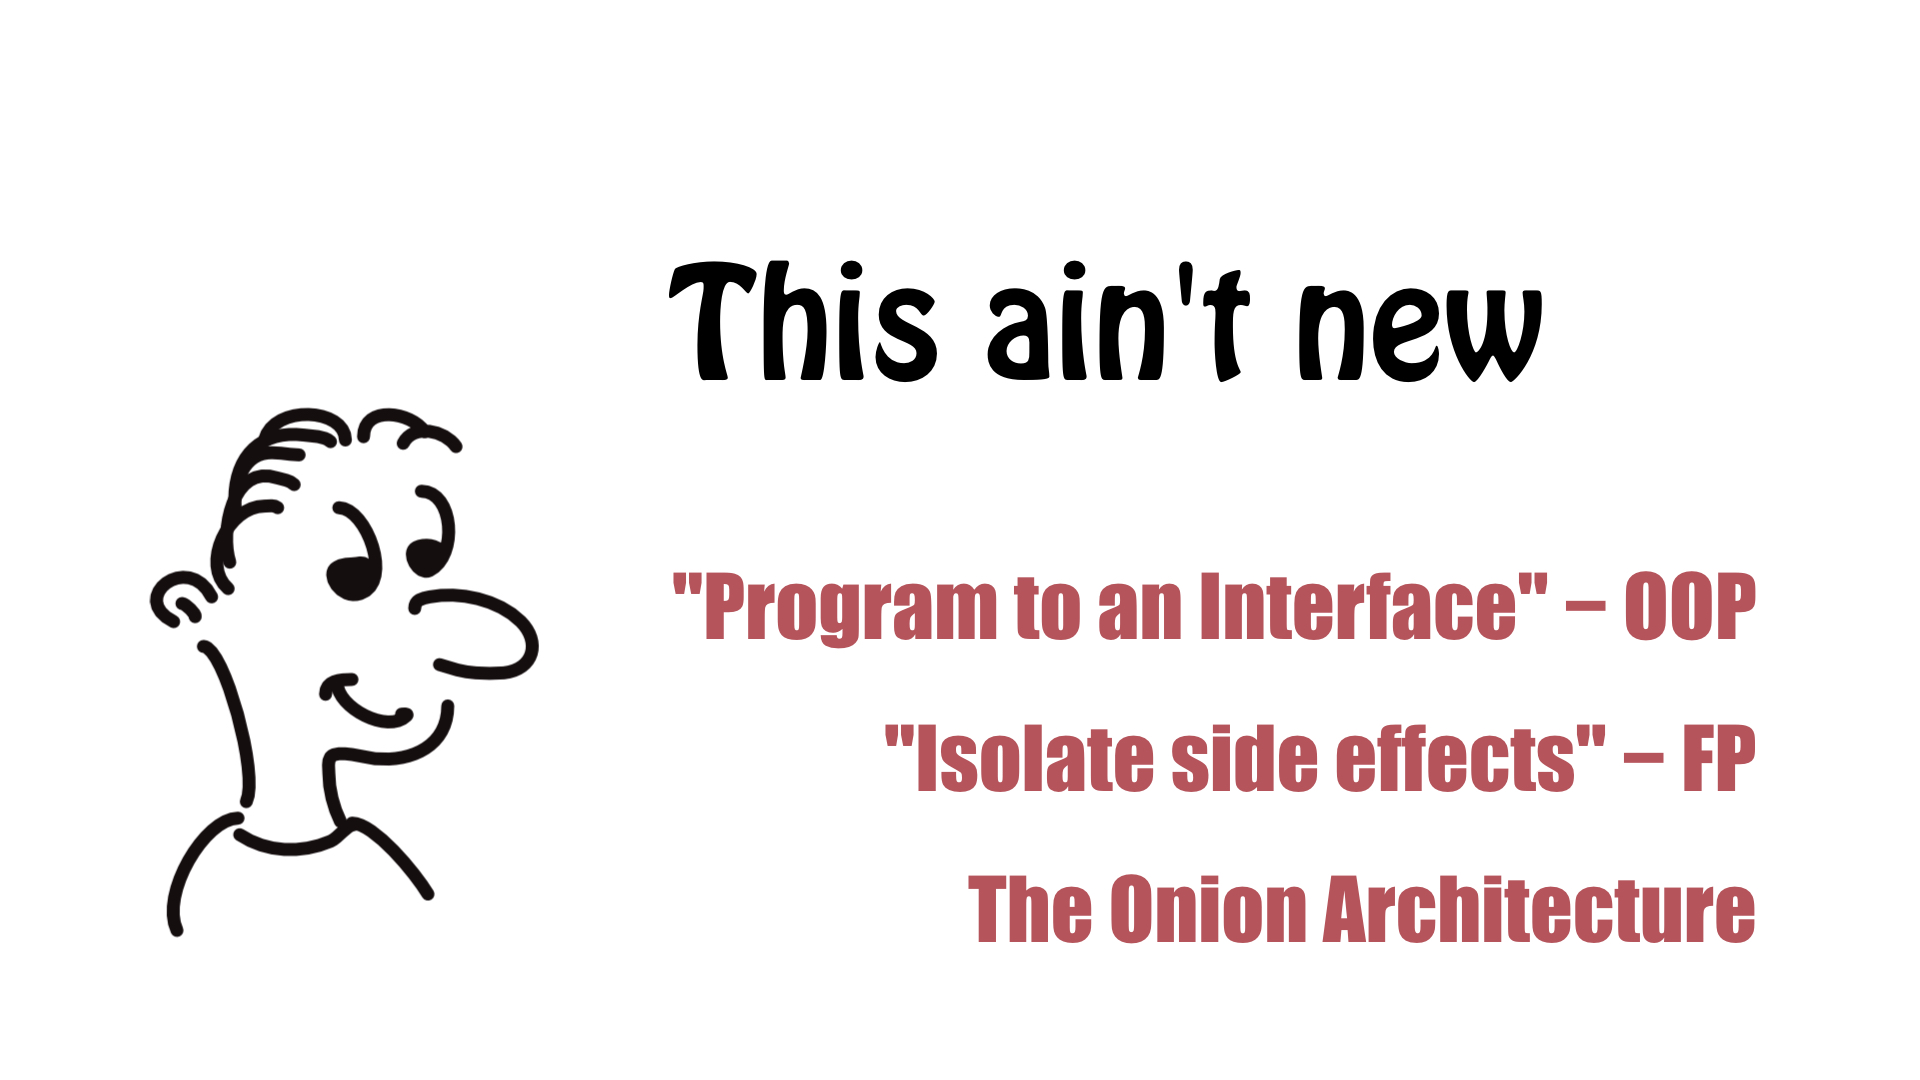 This ain't new
"Program to an Interface" – OOP
"Isolate side effects" – FP
The Onion Architecture